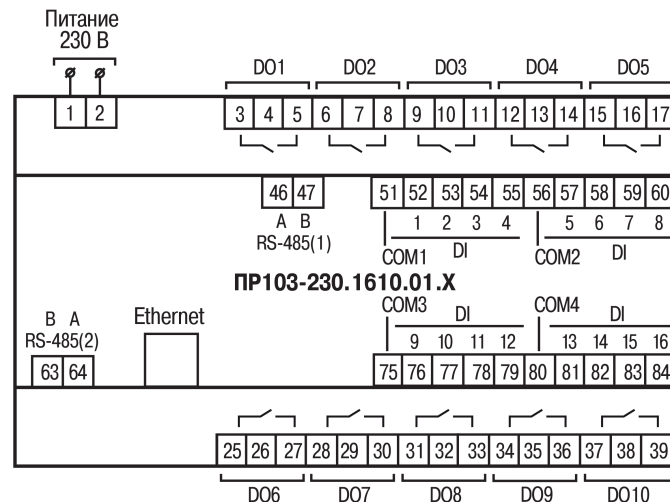 Питание
230 В
DO1 DO2 DO3 DO4 DO5
1 2 3 4 5 6 7 8 9 10 11 12 13 14 15 16 17
46 47 51 52 53 54 55 56 57 58 59 60
A B 1 2 3 4 5 6 7 8
RS-485(1) COM1 DI COM2 DI
ПР103-230.1610.01.X
COM3 DI COM4 DI
B A Ethernet 9 10 11 12 13 14 15 16
RS-485(2)
63 64 75 76 77 78 79 80 81 82 83 84
25 26 27 28 29 30 31 32 33 34 35 36 37 38 39
DO6 DO7 DO8 DO9 DO10